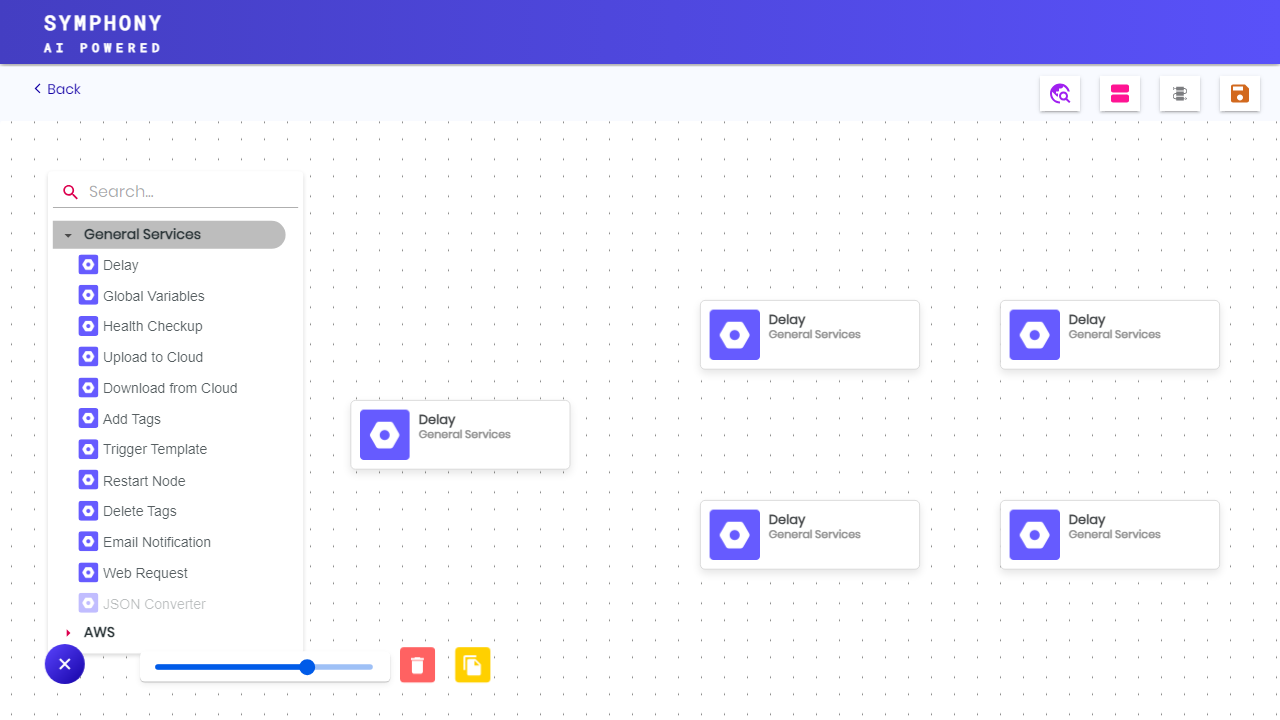 SYMPHONY
AI POWERED
Back
Search...
General Services
Delay
Global Variables
Health Checkup
Upload to Cloud
Download from Cloud
Add Tags
Trigger Template
Restart Node
Delete Tags
Email Notification
Web Request
JSON Converter
AWS
Delay
General Services
Delay
General Services
Delay
General Services
Delay
General Services
Delay
General Services